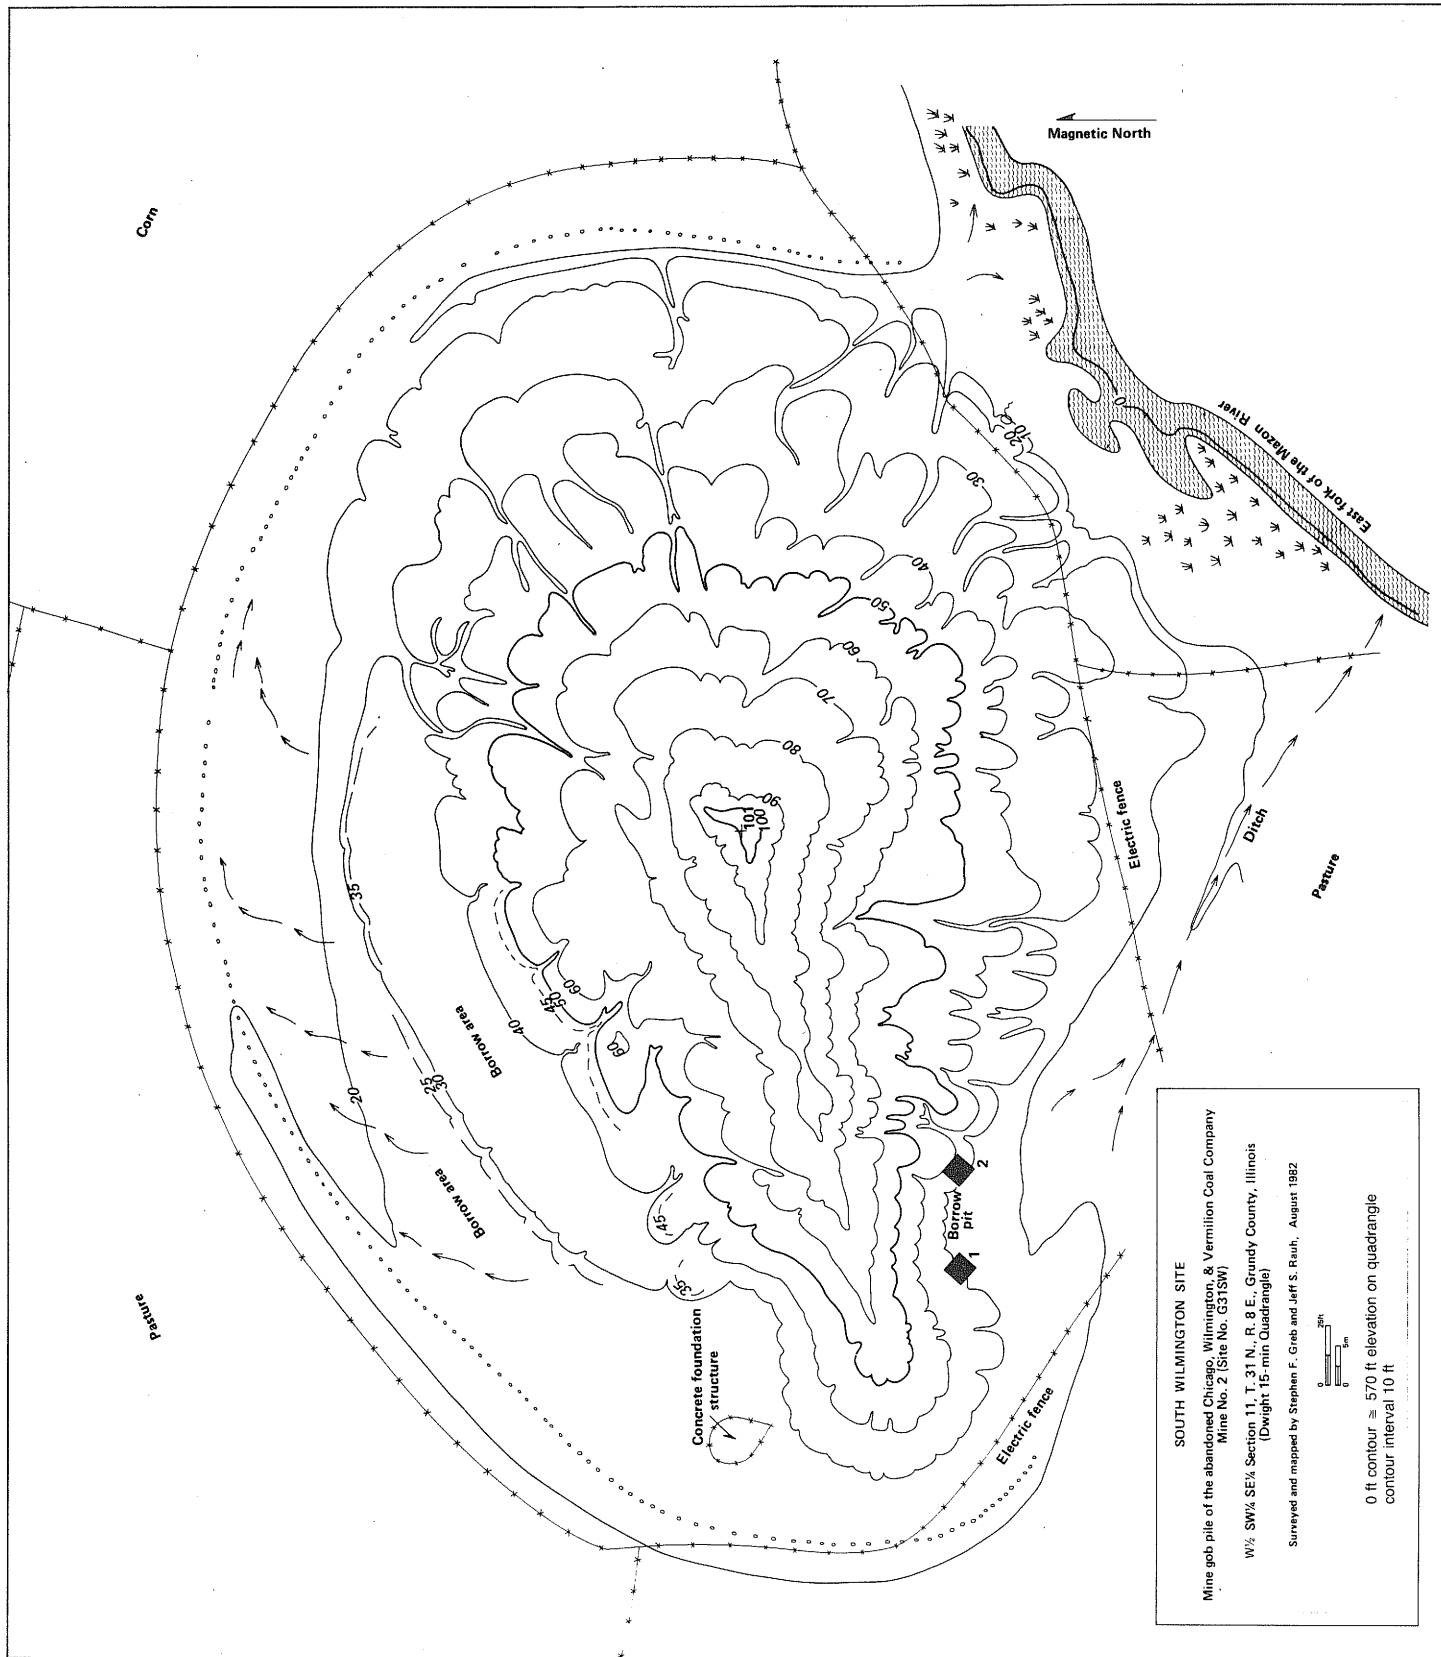 Corn
Magnetic North
East fork of the Mazon River
0
20
10
30
40
50
60
70
80
90
101
100
35
Borrow area
60
50
45
40
60
25
30
20
Borrow area
45
35
Pasture
Electric fence
Ditch
Pasture
Borrow
pit
1
2
Concrete foundation
structure
Electric fence
SOUTH WILMINGTON SITE
Mine gob pile of the abandoned Chicago, Wilmington, & Vermilion Coal Company
Mine No. 2 (Site No. G31SW)
W½ SW¼ SE¼ Section 11, T. 31 N., R. 8 E., Grundy County, Illinois
(Dwight 15-min Quadrangle)
Surveyed and mapped by Stephen F. Greb and Jeff S. Rauh, August 1982
0 25ft
0 5m
0 ft contour ≅ 570 ft elevation on quadrangle
contour interval 10 ft